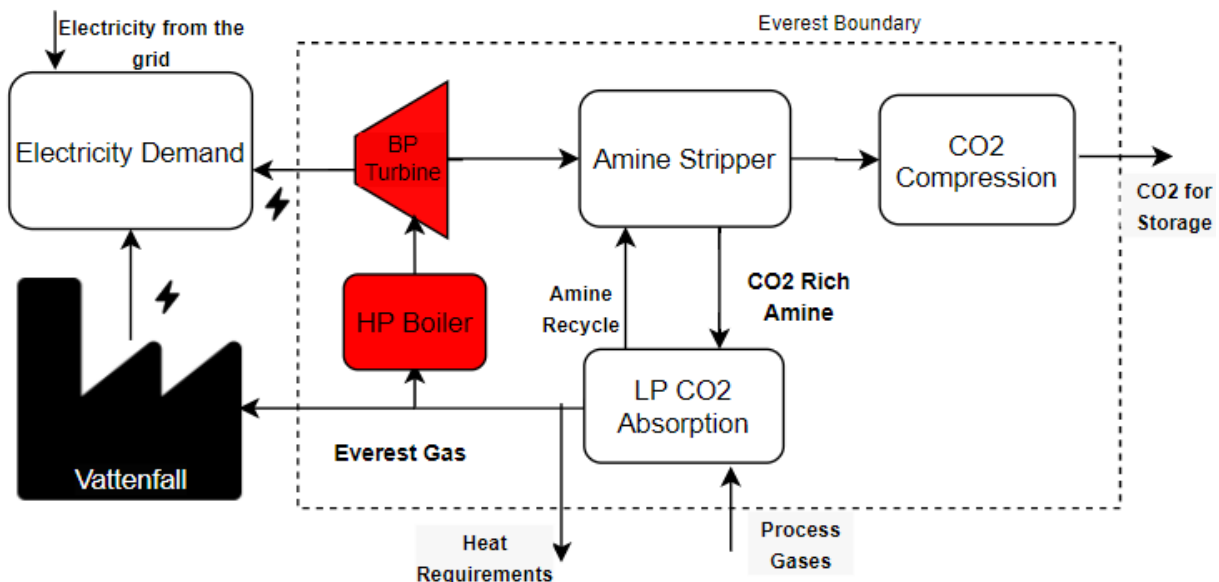 Everest Boundary
Electricity from the
grid
Electricity Demand
BP
Turbine
Amine Stripper
CO2
Compression
CO2 for
Storage
HP Boiler
Amine
Recycle
CO2 Rich
Amine
LP CO2
Absorption
Everest Gas
Vattenfall
Heat
Requirements
Process
Gases